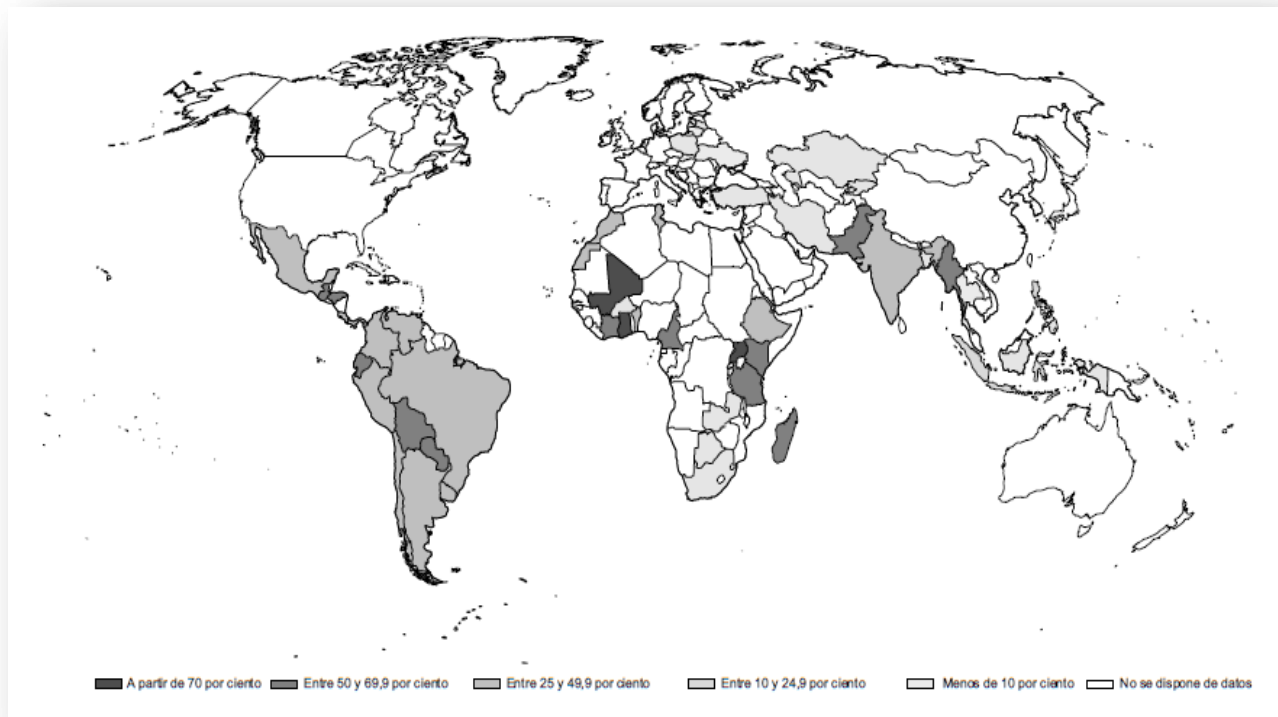 A partir de 70 por ciento Entre 50 y 69,9 por ciento Entre 25 y 49,9 por ciento Entre 10 y 24,9 por ciento Menos de 10 por ciento No se dispone de datos